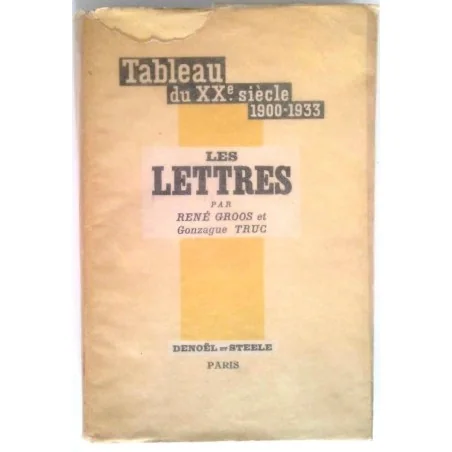 Tableau
du XXe. siècle
1900-1933
LES
LETTRES
PAR
RENÉ GROOS et
Gonzague TRUC
DENOËL ET STEELE
PARIS